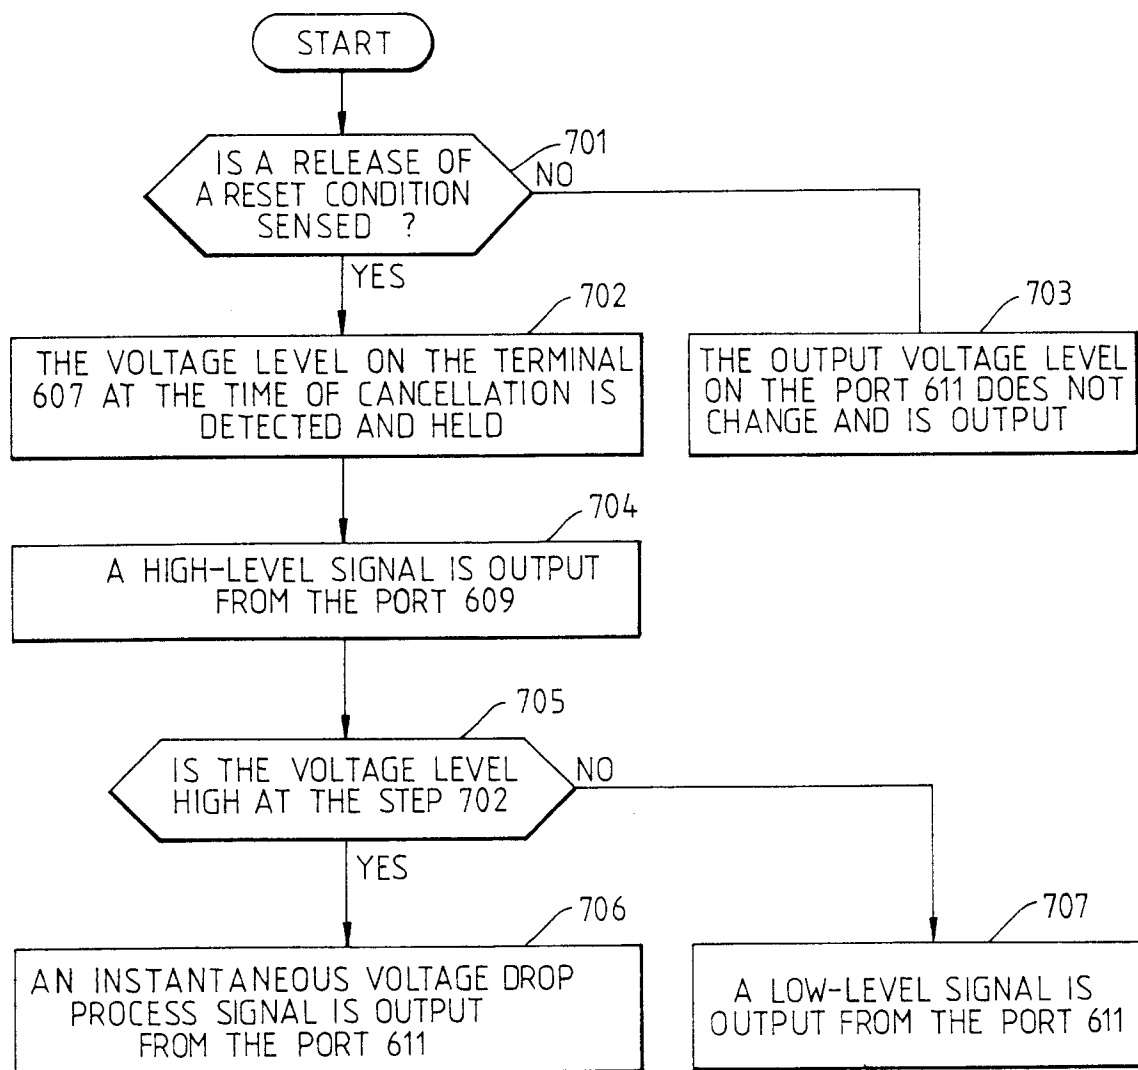 START
701
IS A RELEASE OF
A RESET CONDITION
SENSED ?
NO
YES
702
THE VOLTAGE LEVEL ON THE TERMINAL
607 AT THE TIME OF CANCELLATION IS
DETECTED AND HELD
703
THE OUTPUT VOLTAGE LEVEL
ON THE PORT 611 DOES NOT
CHANGE AND IS OUTPUT
704
A HIGH-LEVEL SIGNAL IS OUTPUT
FROM THE PORT 609
705
IS THE VOLTAGE LEVEL
HIGH AT THE STEP 702
NO
YES
706
AN INSTANTANEOUS VOLTAGE DROP
PROCESS SIGNAL IS OUTPUT
FROM THE PORT 611
707
A LOW-LEVEL SIGNAL IS
OUTPUT FROM THE PORT 611